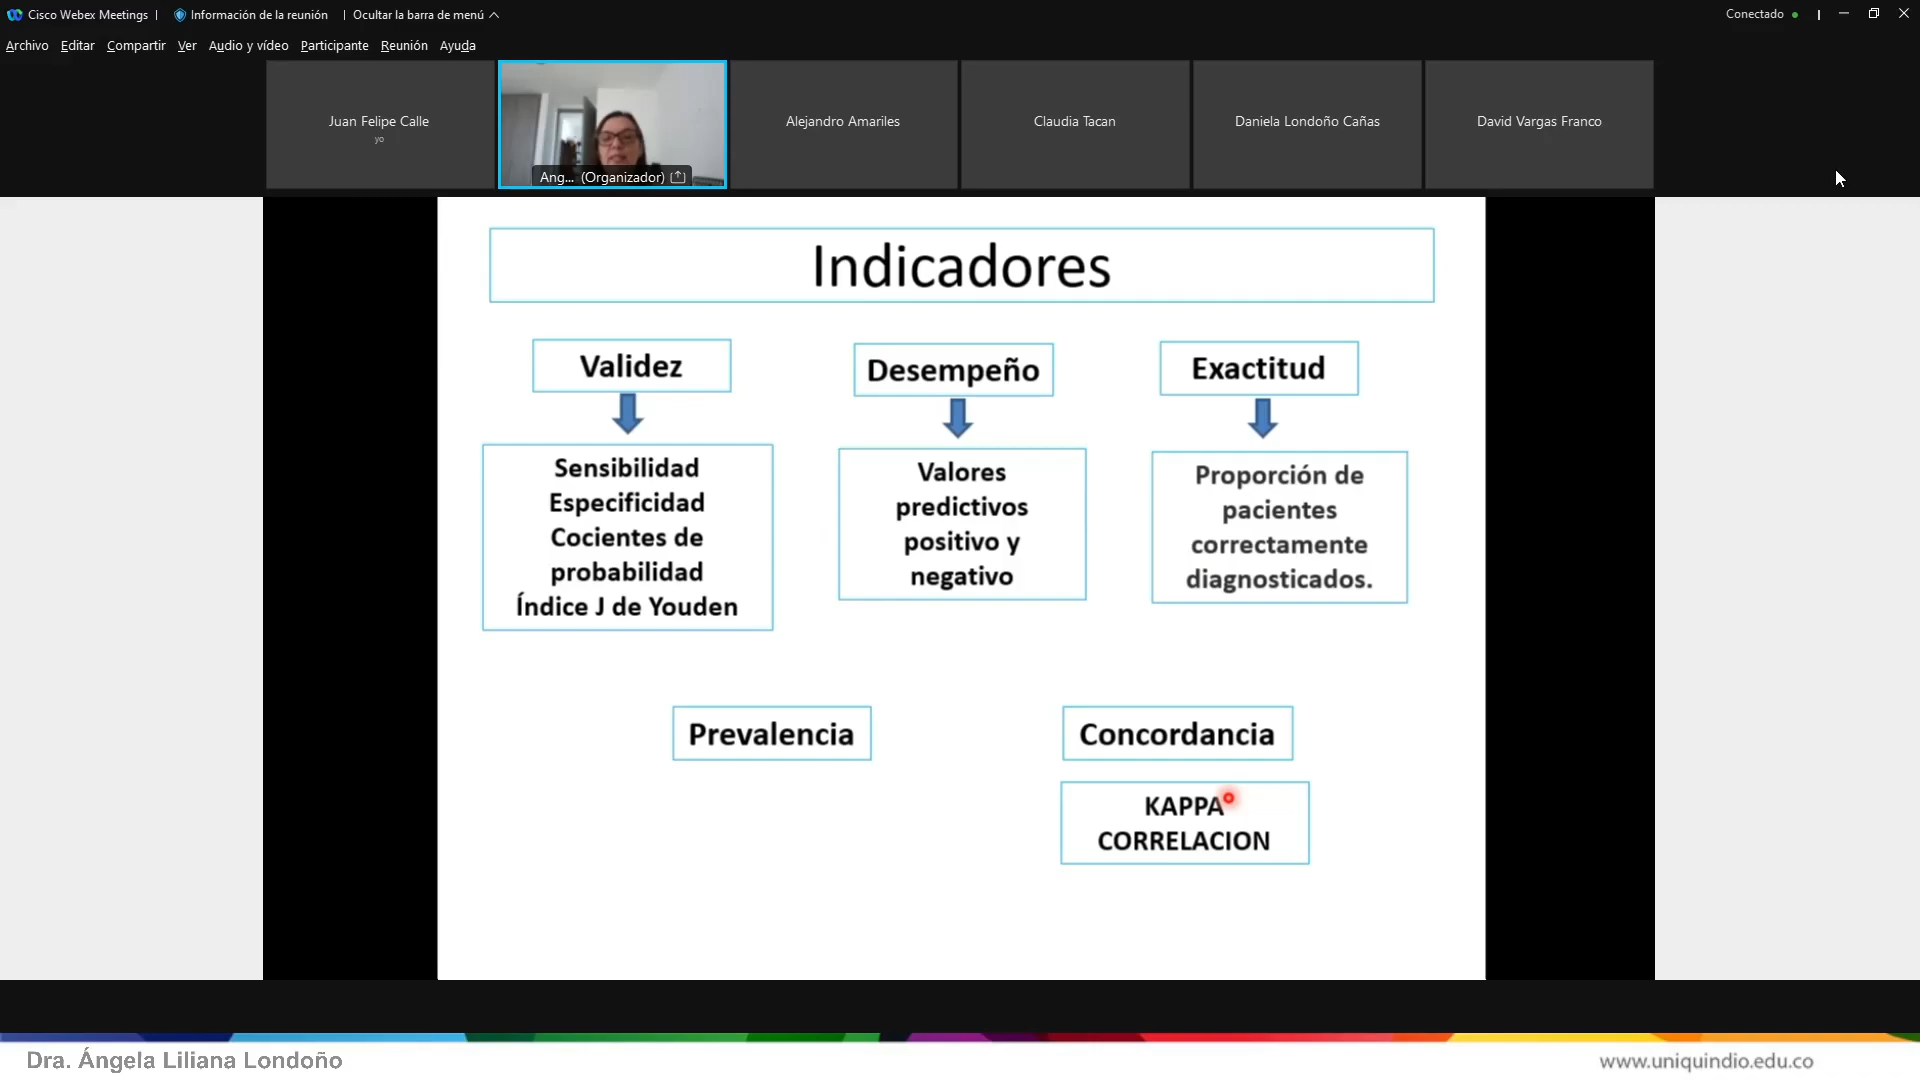 Cisco Webex Meetings | Información de la reunión | Ocultar la barra de menú
Conectado
Archivo Editar Compartir Ver Audio y vídeo Participante Reunión Ayuda
Juan Felipe Calle
yo
Ang... (Organizador)
Alejandro Amariles
Claudia Tacan
Daniela Londoño Cañas
David Vargas Franco
Indicadores
Validez
Sensibilidad
Especificidad
Cocientes de
probabilidad
Índice J de Youden
Desempeño
Valores
predictivos
positivo y
negativo
Exactitud
Proporción de
pacientes
correctamente
diagnosticados.
Prevalencia
Concordancia
KAPPA
CORRELACION
Dra. Ángela Liliana Londoño
www.uniquindio.edu.co